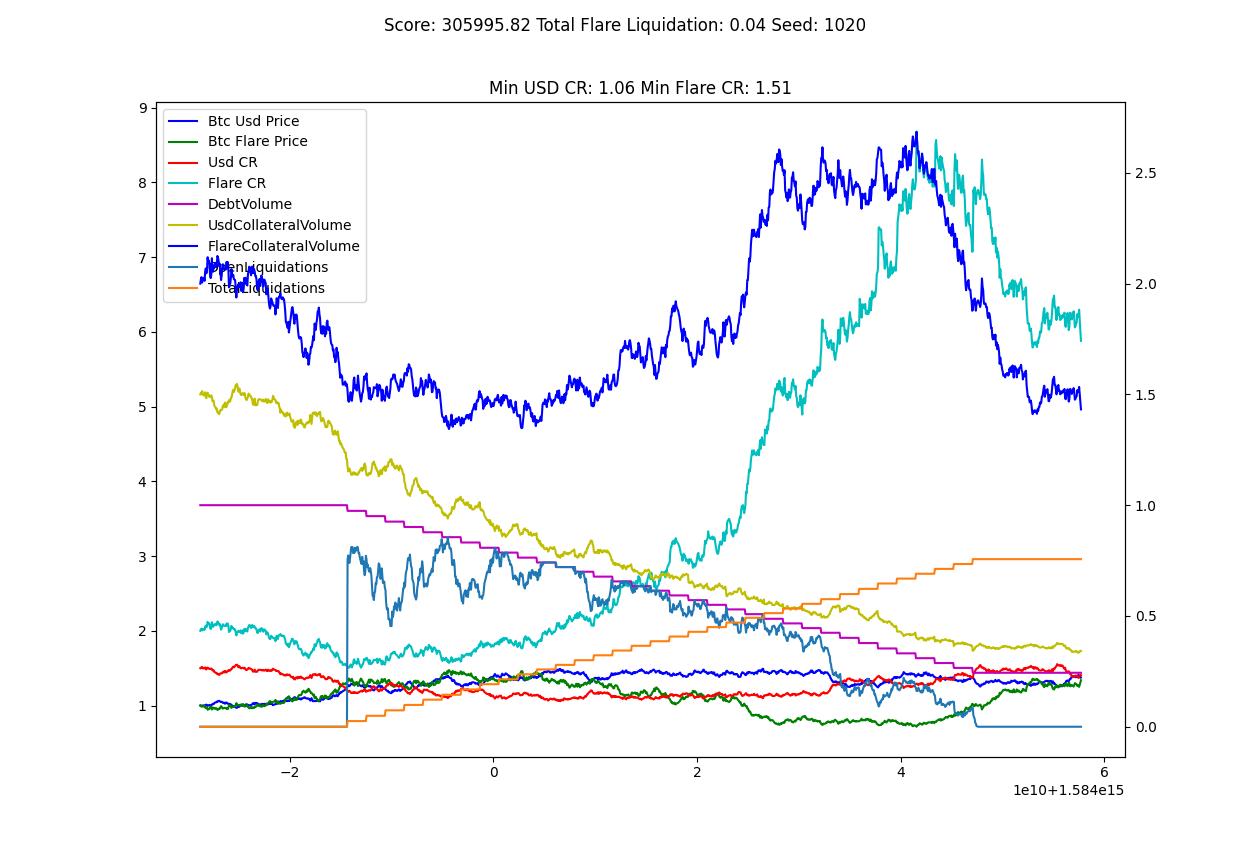 Score: 305995.82 Total Flare Liquidation: 0.04 Seed: 1020
Min USD CR: 1.06 Min Flare CR: 1.51
Btc Usd Price
Btc Flare Price
Usd CR
Flare CR
DebtVolume
UsdCollateralVolume
FlareCollateralVolume
OpenLiquidations
TotalLiquidations
9
8
7
6
5
4
3
2
1
2.5
2.0
1.5
1.0
0.5
0.0
−2 0 2 4 6
1e10+1.584e15